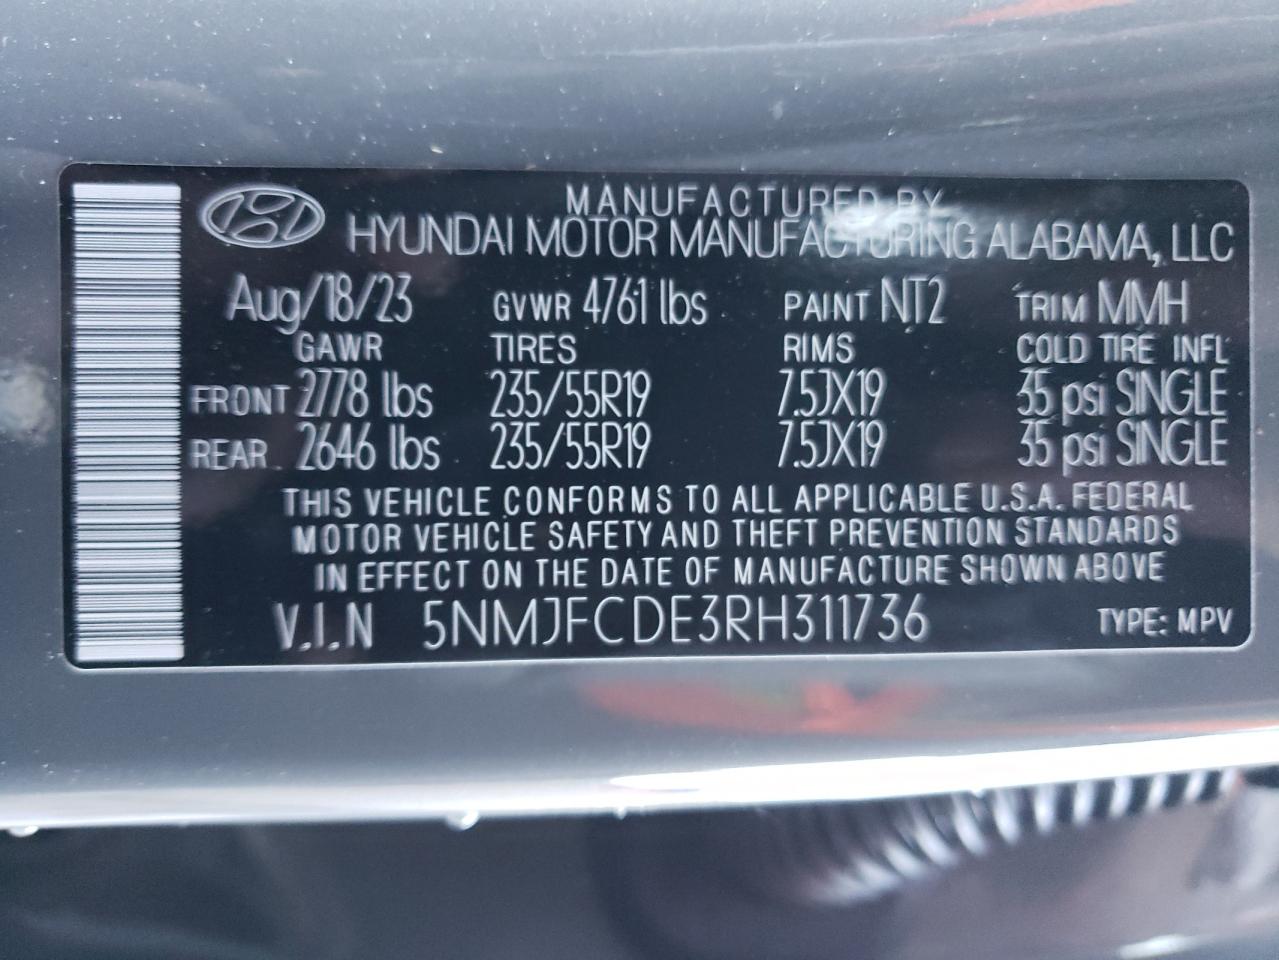 MANUFACTURED BY
HYUNDAI MOTOR MANUFACTURING ALABAMA, LLC
Aug/18/23 GVWR 4761 lbs PAINT NT2 TRIM MMH
GAWR TIRES RIMS COLD TIRE INFL
FRONT 2778 lbs 235/55R19 7.5JX19 35 psi SINGLE
REAR 2646 lbs 235/55R19 7.5JX19 35 psi SINGLE
THIS VEHICLE CONFORMS TO ALL APPLICABLE U.S.A. FEDERAL
MOTOR VEHICLE SAFETY AND THEFT PREVENTION STANDARDS
IN EFFECT ON THE DATE OF MANUFACTURE SHOWN ABOVE
V.I.N 5NMJFCDE3RH311736 TYPE: MPV